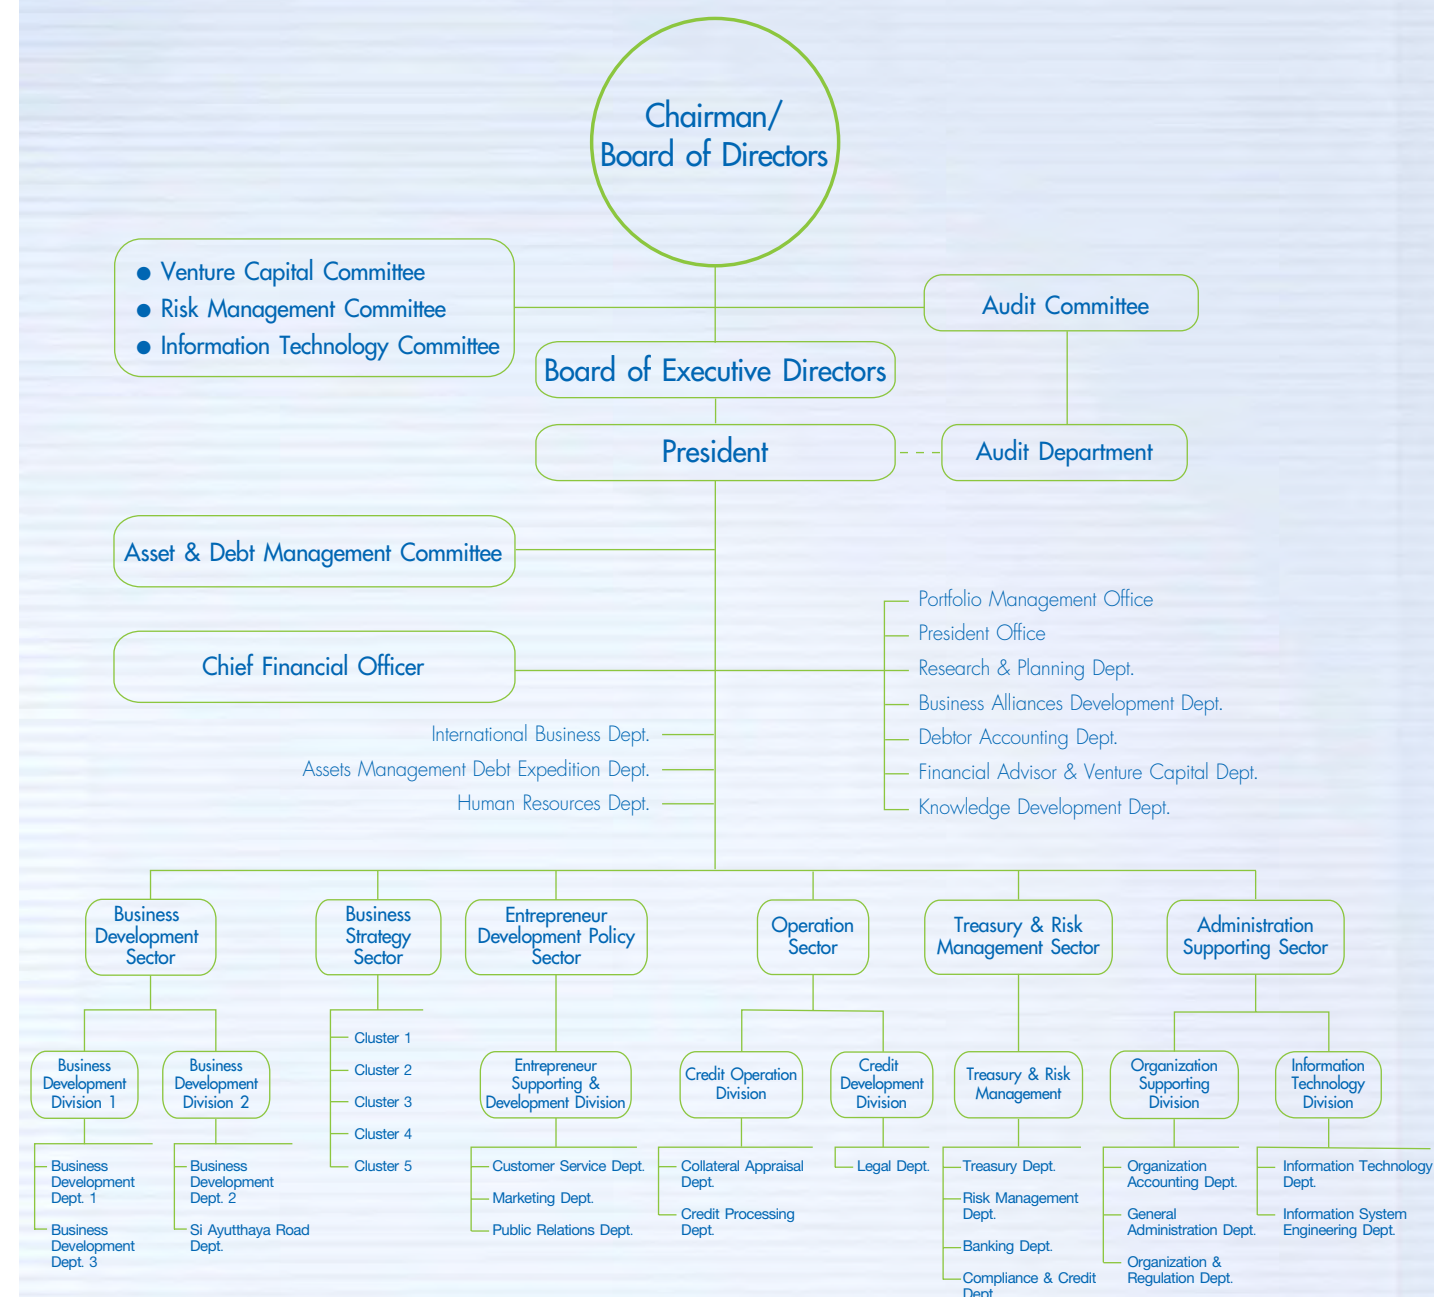 Chairman/
Board of Directors
● Venture Capital Committee
● Risk Management Committee
● Information Technology Committee
Audit Committee
Board of Executive Directors
President
Audit Department
Asset & Debt Management Committee
Chief Financial Officer
Portfolio Management Office
President Office
Research & Planning Dept.
Business Alliances Development Dept.
Debtor Accounting Dept.
Financial Advisor & Venture Capital Dept.
Knowledge Development Dept.
International Business Dept.
Assets Management Debt Expedition Dept.
Human Resources Dept.
Business
Development
Sector
Business
Strategy
Sector
Entrepreneur
Development Policy
Sector
Operation
Sector
Treasury & Risk
Management Sector
Administration
Supporting Sector
Business
Development
Division 1
Business
Development
Division 2
Cluster 1
Cluster 2
Cluster 3
Cluster 4
Cluster 5
Entrepreneur
Supporting &
Development Division
Credit Operation
Division
Credit
Development
Division
Treasury & Risk
Management
Organization
Supporting
Division
Information
Technology
Division
Business
Development
Dept. 1
Business
Development
Dept. 3
Business
Development
Dept. 2
Si Ayutthaya Road
Dept.
Customer Service Dept.
Marketing Dept.
Public Relations Dept.
Collateral Appraisal
Dept.
Credit Processing
Dept.
Legal Dept.
Treasury Dept.
Risk Management
Dept.
Banking Dept.
Compliance & Credit
Dept.
Organization
Accounting Dept.
General
Administration Dept.
Organization &
Regulation Dept.
Information Technology
Dept.
Information System
Engineering Dept.